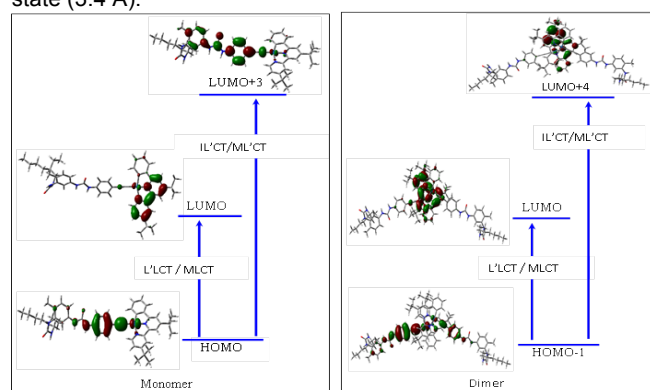 state (3.4 Å).
LUMO+3
IL'CT/ML'CT
LUMO
L'LCT / MLCT
HOMO
Monomer
LUMO+4
IL'CT/ML'CT
LUMO
L'LCT / MLCT
HOMO-1
Dimer